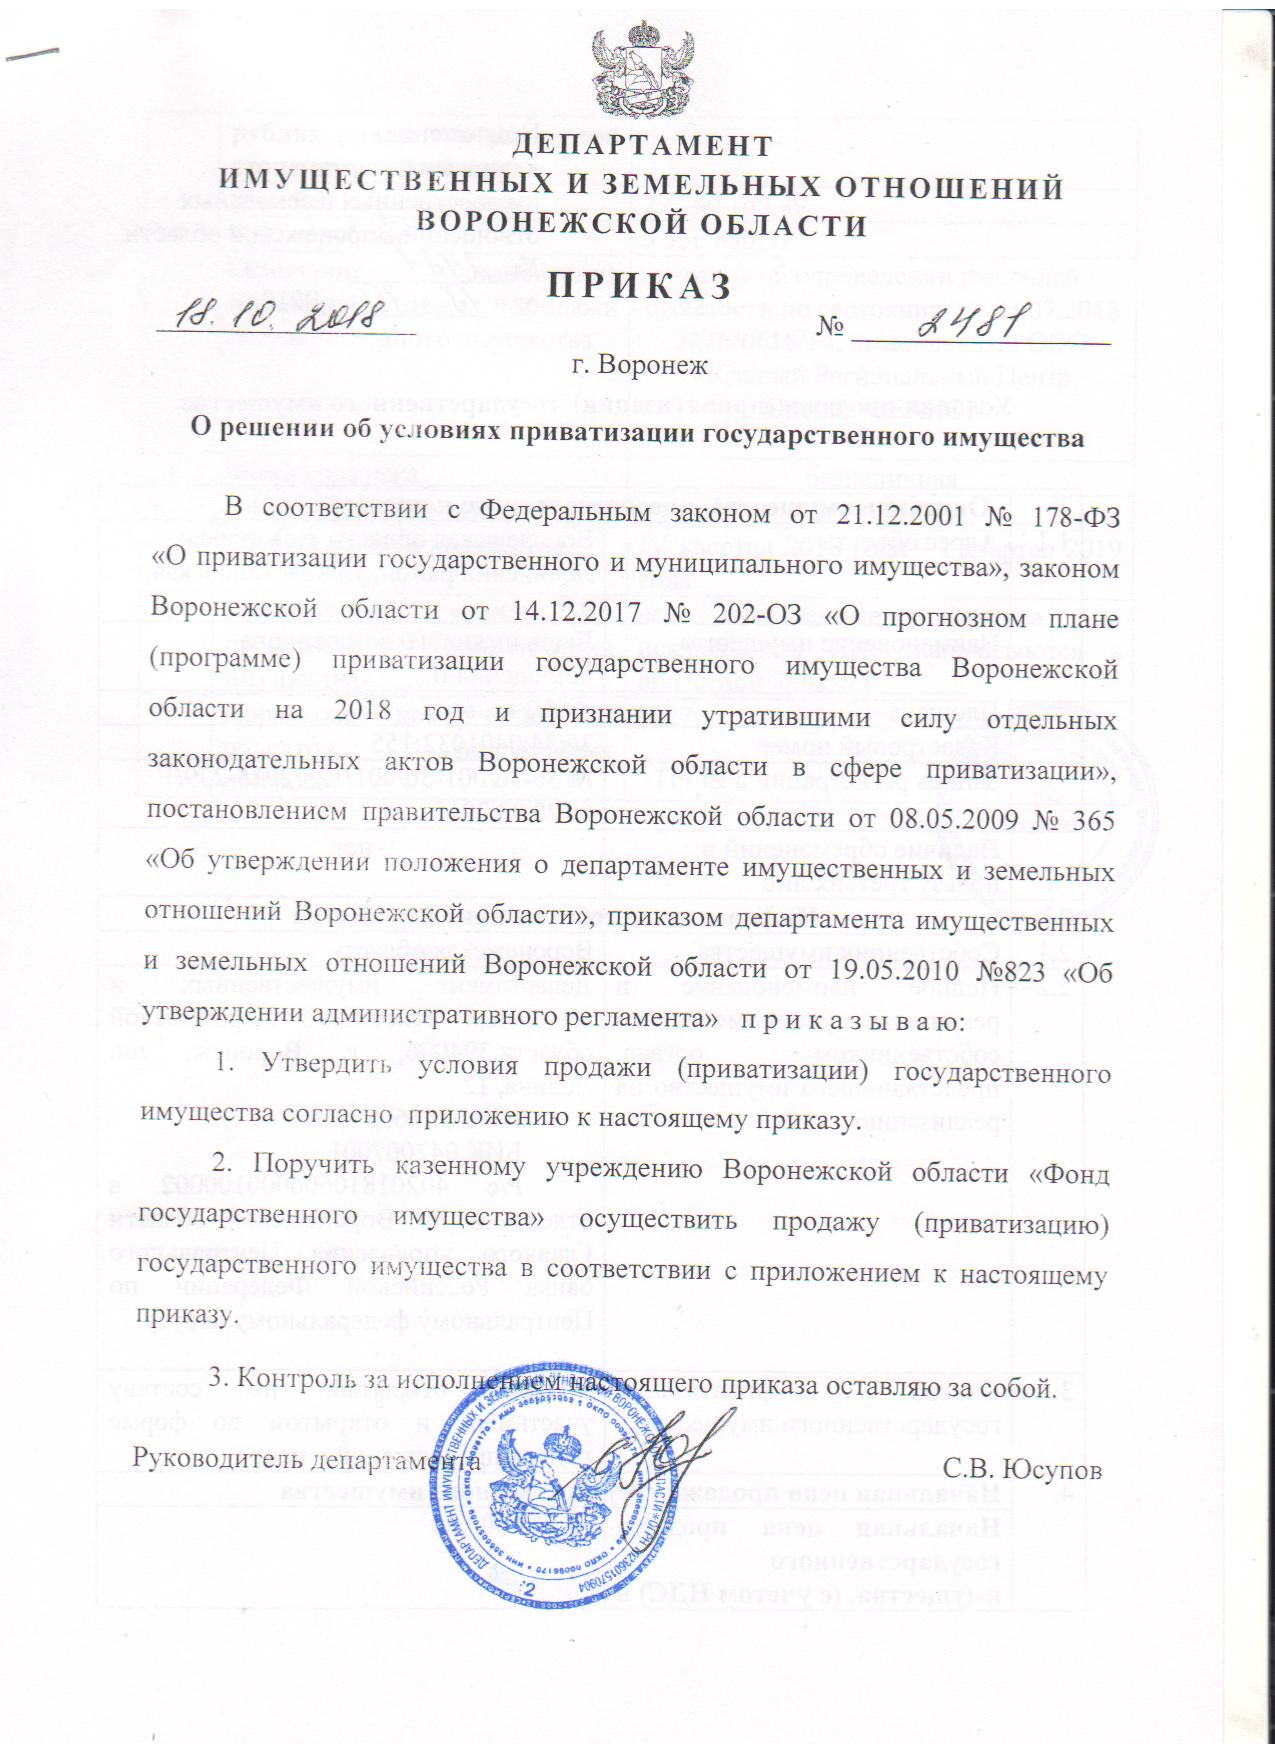 ДЕПАРТАМЕНТ
ИМУЩЕСТВЕННЫХ И ЗЕМЕЛЬНЫХ ОТНОШЕНИЙ
ВОРОНЕЖСКОЙ ОБЛАСТИ
ПРИКАЗ
18.10.2018 № 2481
г. Воронеж
О решении об условиях приватизации государственного имущества
В соответствии с Федеральным законом от 21.12.2001 № 178-ФЗ
«О приватизации государственного и муниципального имущества», законом
Воронежской области от 14.12.2017 № 202-ОЗ «О прогнозном плане
(программе) приватизации государственного имущества Воронежской
области на 2018 год и признании утратившими силу отдельных
законодательных актов Воронежской области в сфере приватизации»,
постановлением правительства Воронежской области от 08.05.2009 № 365
«Об утверждении положения о департаменте имущественных и земельных
отношений Воронежской области», приказом департамента имущественных
и земельных отношений Воронежской области от 19.05.2010 №823 «Об
утверждении административного регламента» п р и к а з ы в а ю:
1. Утвердить условия продажи (приватизации) государственного
имущества согласно приложению к настоящему приказу.
2. Поручить казенному учреждению Воронежской области «Фонд
государственного имущества» осуществить продажу (приватизацию)
государственного имущества в соответствии с приложением к настоящему
приказу.
3. Контроль за исполнением настоящего приказа оставляю за собой.
Руководитель департамента С.В. Юсупов